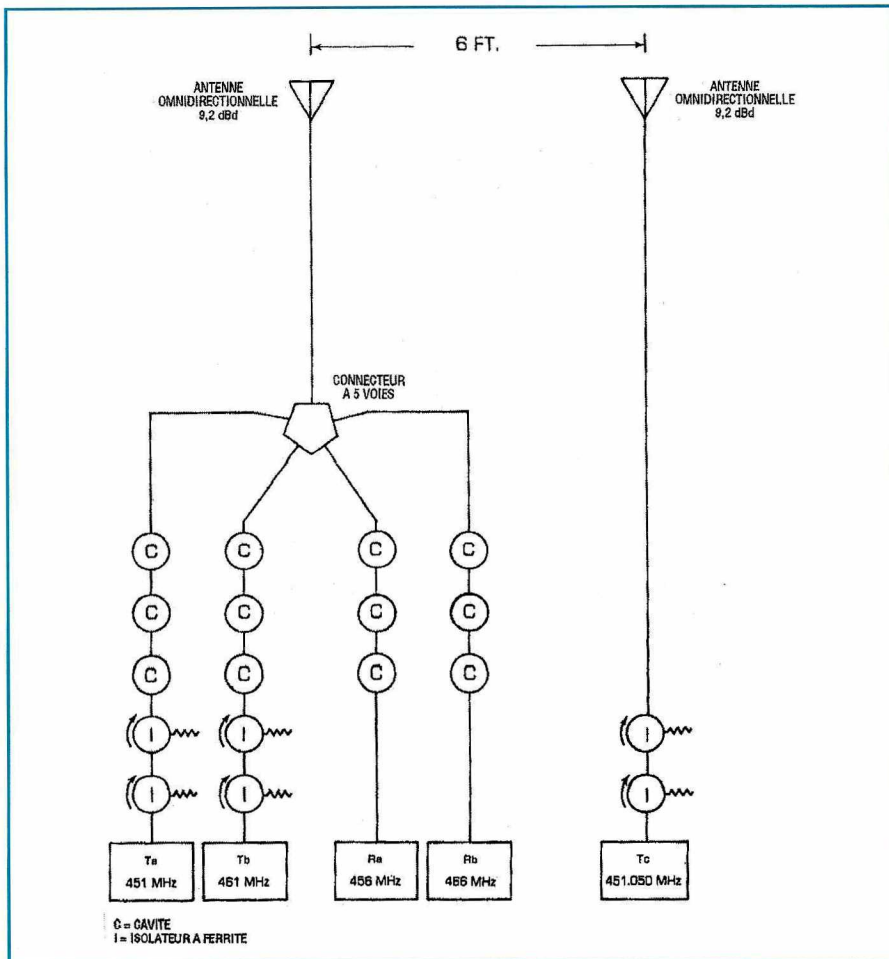 6 FT.
ANTENNE
OMNIDIRECTIONNELLE
9,2 dBd
ANTENNE
OMNIDIRECTIONNELLE
9,2 dBd
CONNECTEUR
A 5 VOIES
C
C
C
C
C
C
C
C
C
C
C
C
I
I
I
I
I
I
Ta
451 MHz
Tb
461 MHz
Ra
456 MHz
Rb
466 MHz
Tc
451.050 MHz
C = CAVITE
I = ISOLATEUR A FERRITE